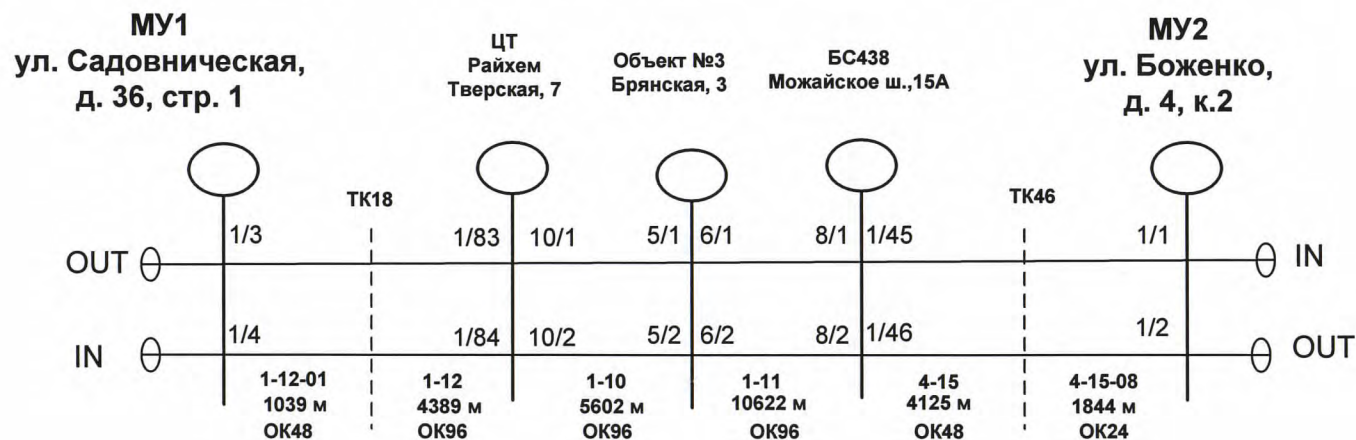 МУ1
ул. Садовническая,
д. 36, стр. 1
ЦТ
Райхем
Тверская, 7
Объект №3
Брянская, 3
БС438
Можайское ш.,15А
МУ2
ул. Боженко,
д. 4, к.2
ТК18
ТК46
OUT
1/3
1/83
10/1
5/1
6/1
8/1
1/45
1/1
IN
IN
1/4
1/84
10/2
5/2
6/2
8/2
1/46
1/2
OUT
1-12-01
1039 м
ОК48
1-12
4389 м
ОК96
1-10
5602 м
ОК96
1-11
10622 м
ОК96
4-15
4125 м
ОК48
4-15-08
1844 м
ОК24